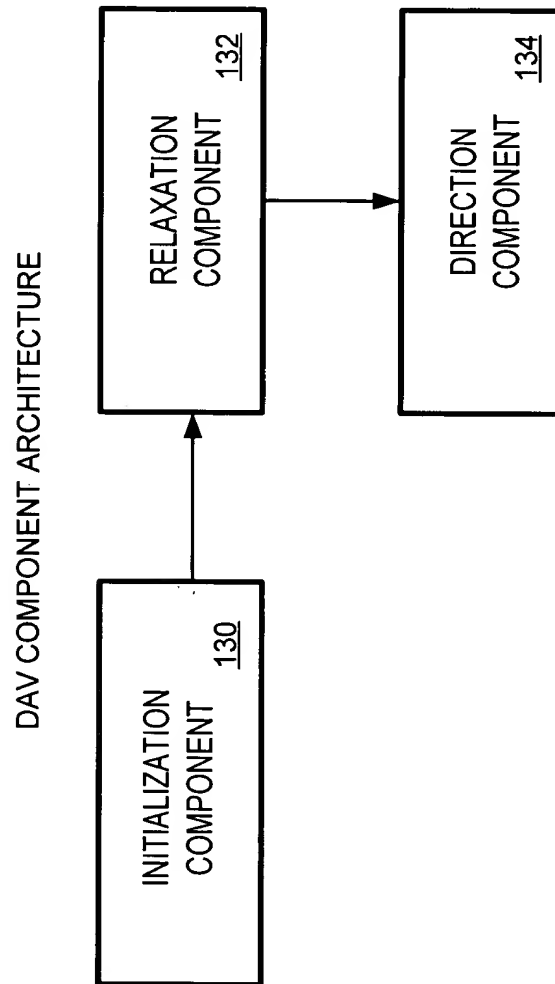 DAV COMPONENT ARCHITECTURE
INITIALIZATION
COMPONENT
130
RELAXATION
COMPONENT
132
DIRECTION
COMPONENT
134